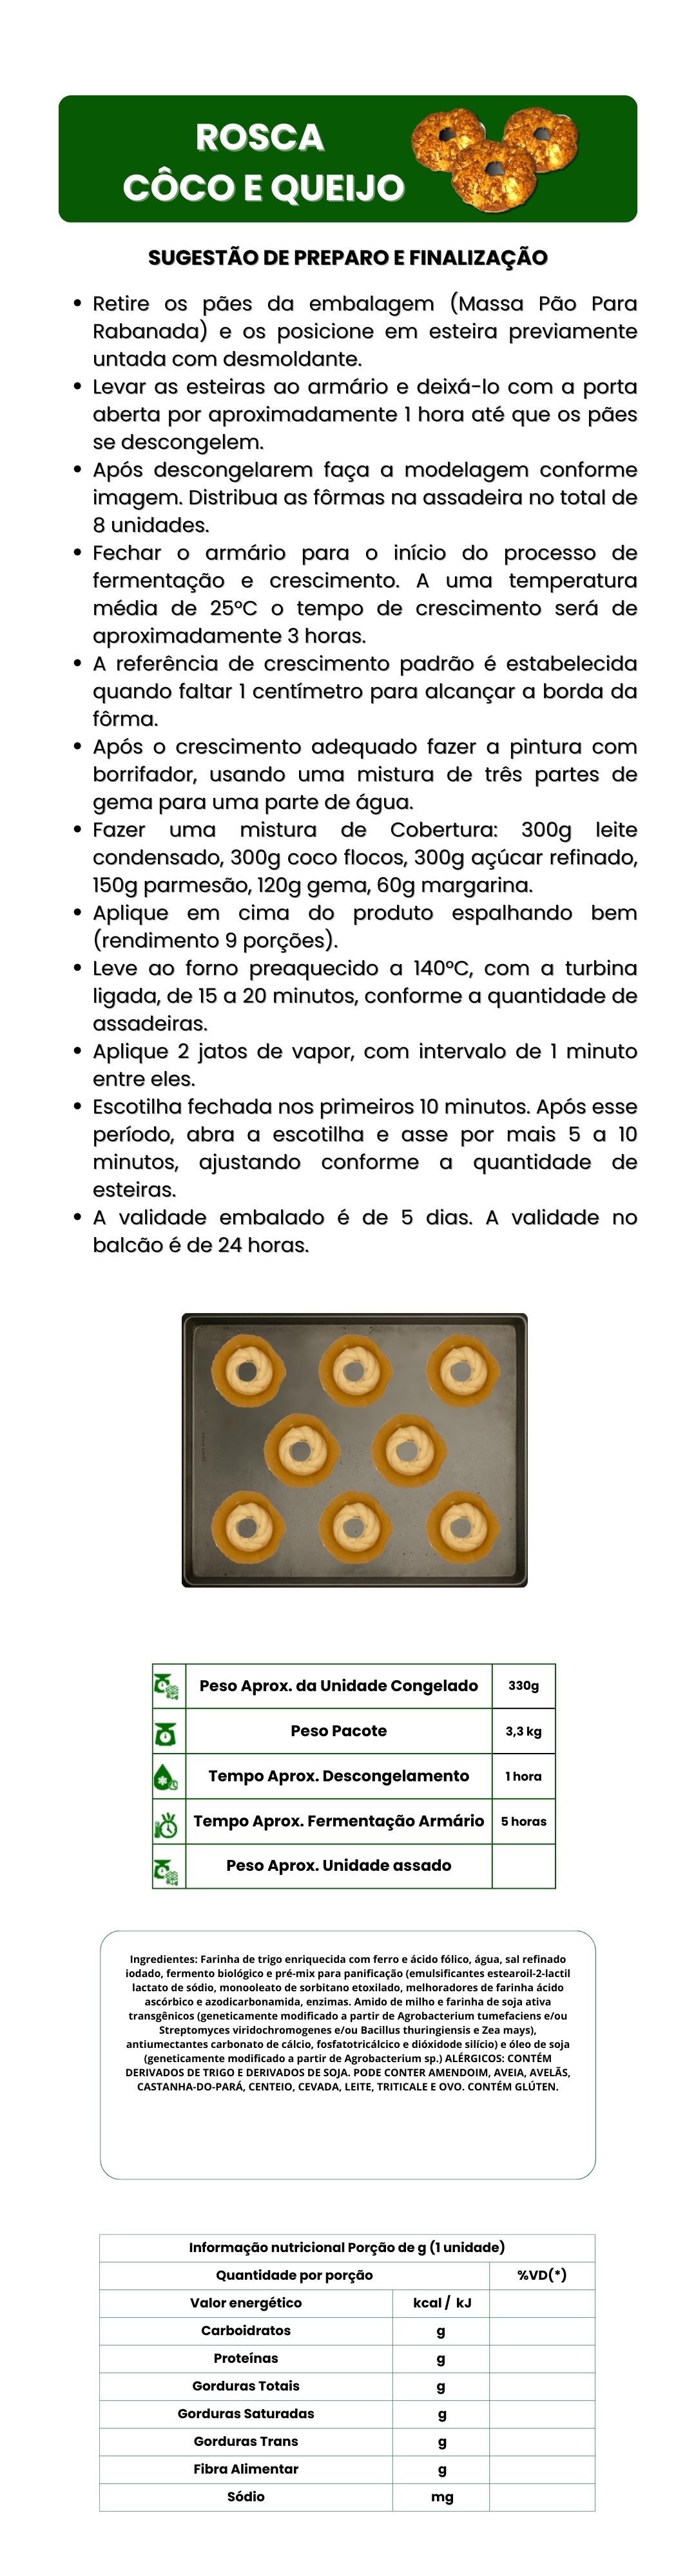 ROSCA
CÔCO E QUEIJO
SUGESTÃO DE PREPARO E FINALIZAÇÃO
• Retire os pães da embalagem (Massa Pão Para
Rabanada) e os posicione em esteira previamente
untada com desmoldante.
• Levar as esteiras ao armário e deixá-lo com a porta
aberta por aproximadamente 1 hora até que os pães
se descongelem.
• Após descongelarem faça a modelagem conforme
imagem. Distribua as fôrmas na assadeira no total de
8 unidades.
• Fechar o armário para o início do processo de
fermentação e crescimento. A uma temperatura
média de 25ºC o tempo de crescimento será de
aproximadamente 3 horas.
• A referência de crescimento padrão é estabelecida
quando faltar 1 centímetro para alcançar a borda da
fôrma.
• Após o crescimento adequado fazer a pintura com
borrifador, usando uma mistura de três partes de
gema para uma parte de água.
• Fazer uma mistura de Cobertura: 300g leite
condensado, 300g coco flocos, 300g açúcar refinado,
150g parmesão, 120g gema, 60g margarina.
• Aplique em cima do produto espalhando bem
(rendimento 9 porções).
• Leve ao forno preaquecido a 140ºC, com a turbina
ligada, de 15 a 20 minutos, conforme a quantidade de
assadeiras.
• Aplique 2 jatos de vapor, com intervalo de 1 minuto
entre eles.
• Escotilha fechada nos primeiros 10 minutos. Após esse
período, abra a escotilha e asse por mais 5 a 10
minutos, ajustando conforme a quantidade de
esteiras.
• A validade embalado é de 5 dias. A validade no
balcão é de 24 horas.
Peso Aprox. da Unidade Congelado 330g
Peso Pacote 3,3 kg
Tempo Aprox. Descongelamento 1 hora
Tempo Aprox. Fermentação Armário 5 horas
Peso Aprox. Unidade assado
Ingredientes: Farinha de trigo enriquecida com ferro e ácido fólico, água, sal refinado
iodado, fermento biológico e pré-mix para panificação (emulsificantes estearoil-2-lactil
lactato de sódio, monooleato de sorbitano etoxilado, melhoradores de farinha ácido
ascórbico e azodicarbonamida, enzimas. Amido de milho e farinha de soja ativa
transgênicos (geneticamente modificado a partir de Agrobacterium tumefaciens e/ou
Streptomyces viridochromogenes e/ou Bacillus thuringiensis e Zea mays),
antiumectantes carbonato de cálcio, fosfatotricálcico e dióxidode silício) e óleo de soja
(geneticamente modificado a partir de Agrobacterium sp.) ALÉRGICOS: CONTÉM
DERIVADOS DE TRIGO E DERIVADOS DE SOJA. PODE CONTER AMENDOIM, AVEIA, AVELÃS,
CASTANHA-DO-PARÁ, CENTEIO, CEVADA, LEITE, TRITICALE E OVO. CONTÉM GLÚTEN.
Informação nutricional Porção de g (1 unidade)
Quantidade por porção %VD(*)
Valor energético kcal / kJ
Carboidratos g
Proteínas g
Gorduras Totais g
Gorduras Saturadas g
Gorduras Trans g
Fibra Alimentar g
Sódio mg